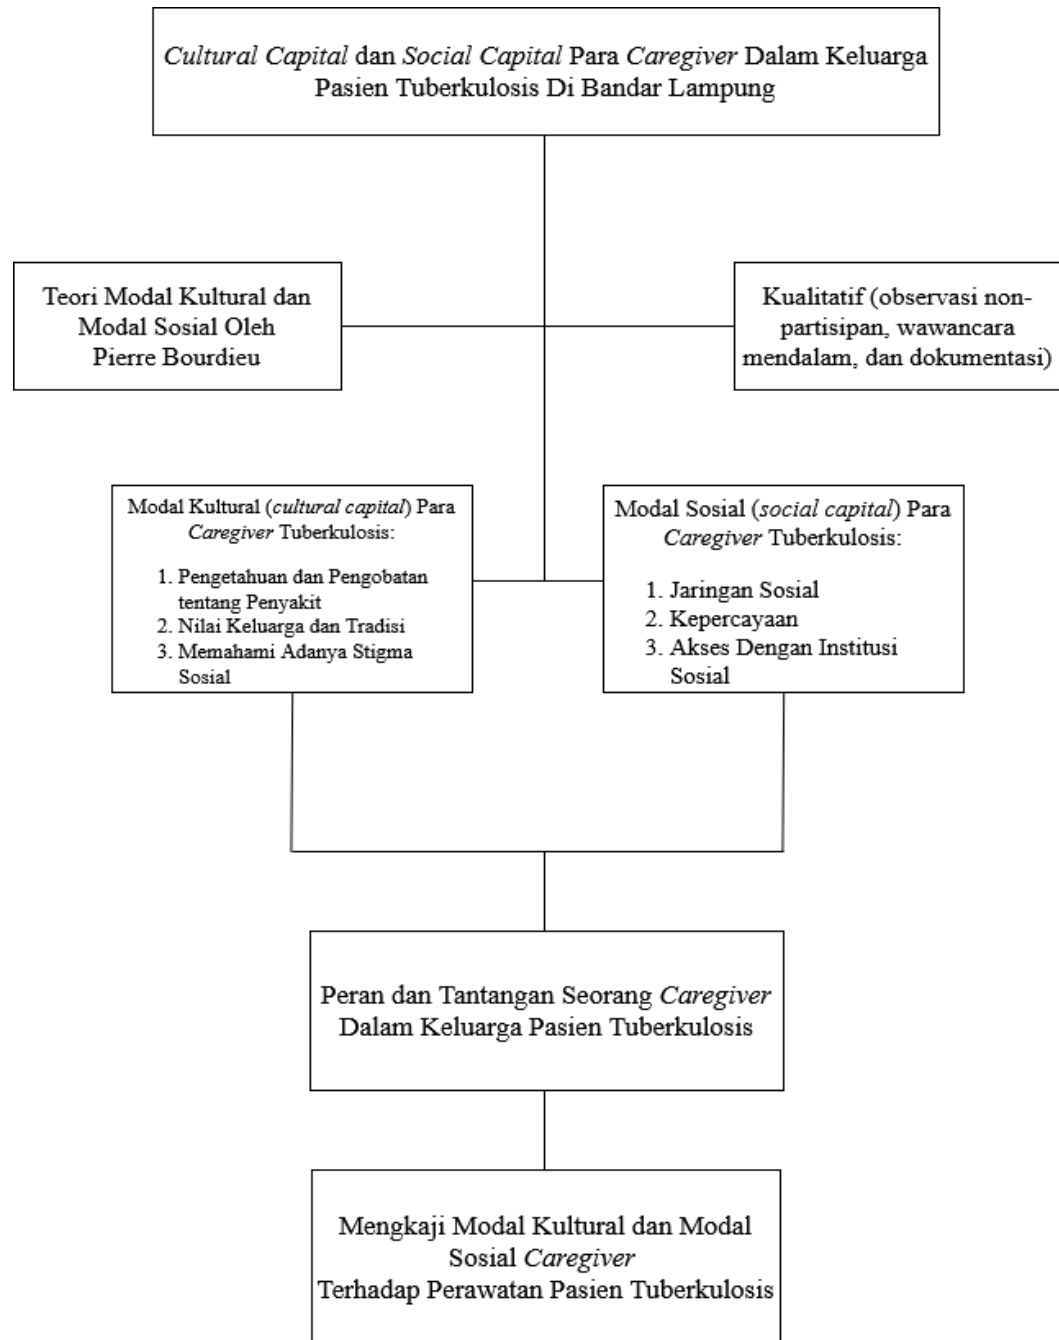 Cultural Capital dan Social Capital Para Caregiver Dalam Keluarga
Pasien Tuberkulosis Di Bandar Lampung
Teori Modal Kultural dan
Modal Sosial Oleh
Pierre Bourdieu
Kualitatif (observasi non-
partisipan, wawancara
mendalam, dan dokumentasi)
Modal Kultural (cultural capital) Para
Caregiver Tuberkulosis:
1. Pengetahuan dan Pengobatan
tentang Penyakit
2. Nilai Keluarga dan Tradisi
3. Memahami Adanya Stigma
Sosial
Modal Sosial (social capital) Para
Caregiver Tuberkulosis:
1. Jaringan Sosial
2. Kepercayaan
3. Akses Dengan Institusi
Sosial
Peran dan Tantangan Seorang Caregiver
Dalam Keluarga Pasien Tuberkulosis
Mengkaji Modal Kultural dan Modal
Sosial Caregiver
Terhadap Perawatan Pasien Tuberkulosis